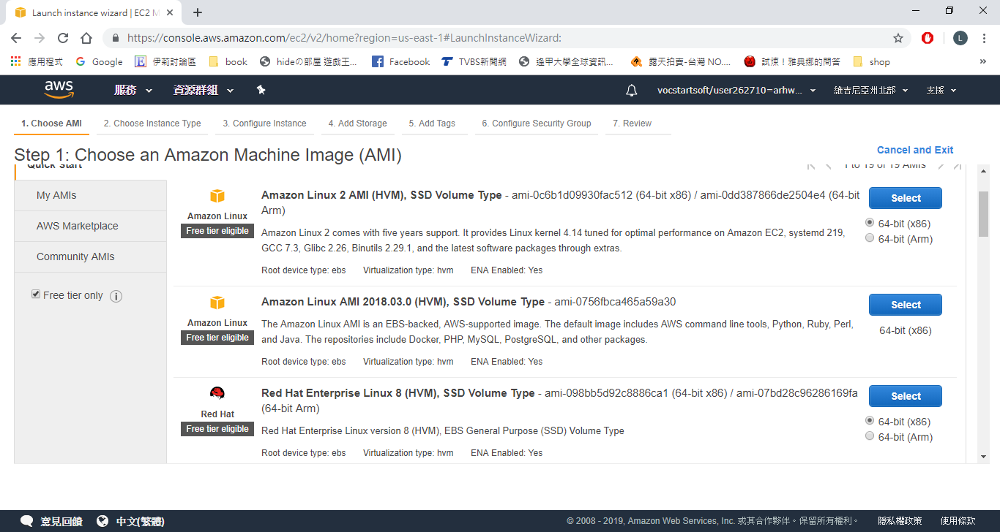 Launch instance wizard | EC2 M
https://console.aws.amazon.com/ec2/v2/home?region=us-east-1#LaunchInstanceWizard:
L
應用程式 Google 伊莉討論區 book hideの部屋 遊戲王... Facebook TVBS新聞網 逢甲大學全球資訊... 露天拍賣-台灣 NO.... 試煉！雅典娜的問答 shop »
aws 服務 資源群組 vocstartsoft/user262710=arhw... 維吉尼亞州北部 支援
1. Choose AMI 2. Choose Instance Type 3. Configure Instance 4. Add Storage 5. Add Tags 6. Configure Security Group 7. Review
Step 1: Choose an Amazon Machine Image (AMI)
Cancel and Exit
Quick Start
1 to 19 of 19 AMIs
My AMIs
AWS Marketplace
Community AMIs
Free tier only
Amazon Linux
Free tier eligible
Amazon Linux 2 AMI (HVM), SSD Volume Type - ami-0c6b1d09930fac512 (64-bit x86) / ami-0dd387866de2504e4 (64-bit
Arm)
Amazon Linux 2 comes with five years support. It provides Linux kernel 4.14 tuned for optimal performance on Amazon EC2, systemd 219,
GCC 7.3, Glibc 2.26, Binutils 2.29.1, and the latest software packages through extras.
Root device type: ebs Virtualization type: hvm ENA Enabled: Yes
Select
64-bit (x86)
64-bit (Arm)
Amazon Linux
Free tier eligible
Amazon Linux AMI 2018.03.0 (HVM), SSD Volume Type - ami-0756fbca465a59a30
The Amazon Linux AMI is an EBS-backed, AWS-supported image. The default image includes AWS command line tools, Python, Ruby, Perl,
and Java. The repositories include Docker, PHP, MySQL, PostgreSQL, and other packages.
Root device type: ebs Virtualization type: hvm ENA Enabled: Yes
Select
64-bit (x86)
Red Hat
Free tier eligible
Red Hat Enterprise Linux 8 (HVM), SSD Volume Type - ami-098bb5d92c8886ca1 (64-bit x86) / ami-07bd28c96286169fa
(64-bit Arm)
Red Hat Enterprise Linux version 8 (HVM), EBS General Purpose (SSD) Volume Type
Root device type: ebs Virtualization type: hvm ENA Enabled: Yes
Select
64-bit (x86)
64-bit (Arm)
意見回饋 中文(繁體) © 2008 - 2019, Amazon Web Services, Inc. 或其合作夥伴。保留所有權利。 隱私權政策 使用條款